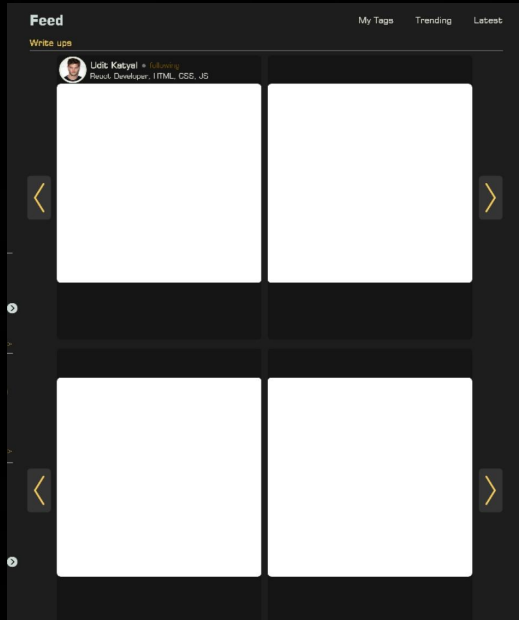 Feed
My Tags Trending Latest
Write ups
Udit Katyal • following
React Developer, HTML, CSS, JS